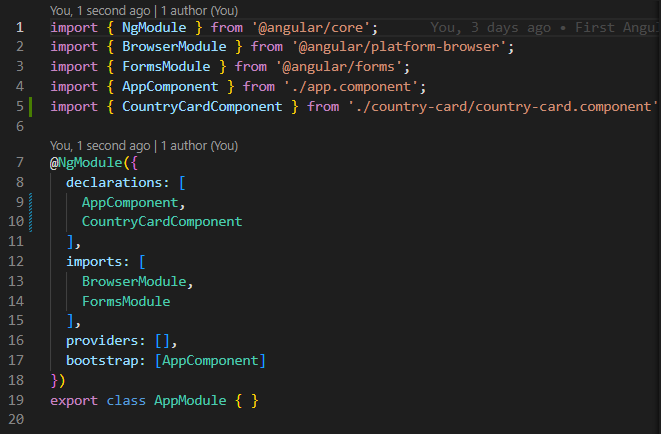 You, 1 second ago | 1 author (You)
1 import { NgModule } from '@angular/core'; You, 3 days ago • First Angu
2 import { BrowserModule } from '@angular/platform-browser';
3 import { FormsModule } from '@angular/forms';
4 import { AppComponent } from './app.component';
5 import { CountryCardComponent } from './country-card/country-card.component'
6
You, 1 second ago | 1 author (You)
7 @NgModule({
8 declarations: [
9 AppComponent,
10 CountryCardComponent
11 ],
12 imports: [
13 BrowserModule,
14 FormsModule
15 ],
16 providers: [],
17 bootstrap: [AppComponent]
18 })
19 export class AppModule { }
20